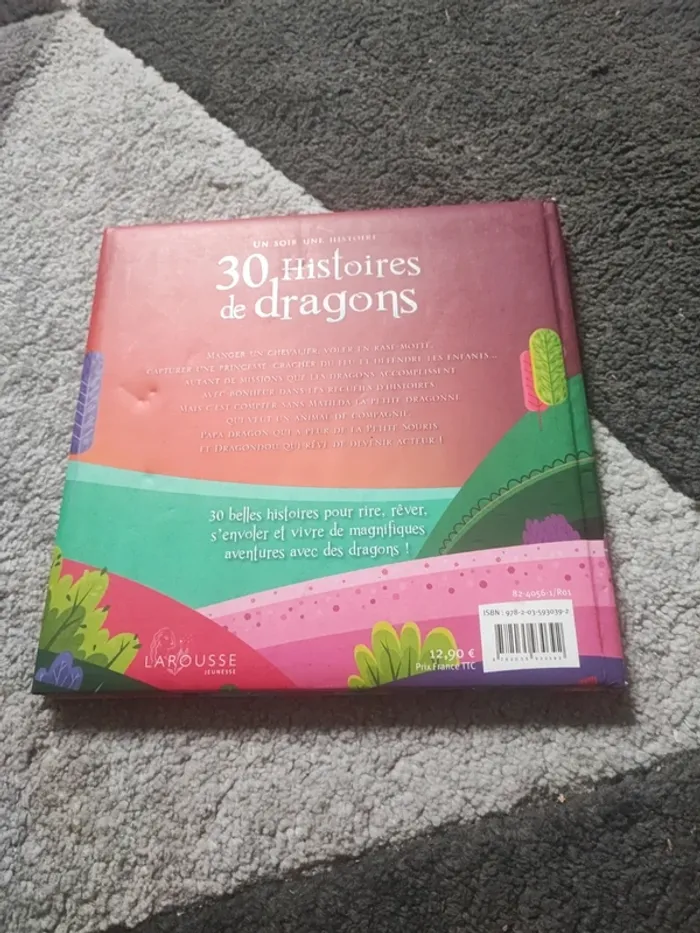 Un soir une histoire
30 Histoires
de dragons
Manger un chevalier, voler en rase-motte,
capturer une princesse, cracher du feu et défendre les enfants...
autant de missions que les dragons accomplissent
avec bonheur dans les recueils d'histoires.
Mais c'est compter sans Matilda la petite dragonne
qui veut un animal de compagnie,
Papa dragon qui a peur de la Petite Souris
et Dragondou qui rêve de devenir acteur !
30 belles histoires pour rire, rêver,
s'envoler et vivre de magnifiques
aventures avec des dragons !
82-4056-1/R01
ISBN : 978-2-03-593039-2
12,90 €
Prix France TTC
LAROUSSE
JEUNESSE